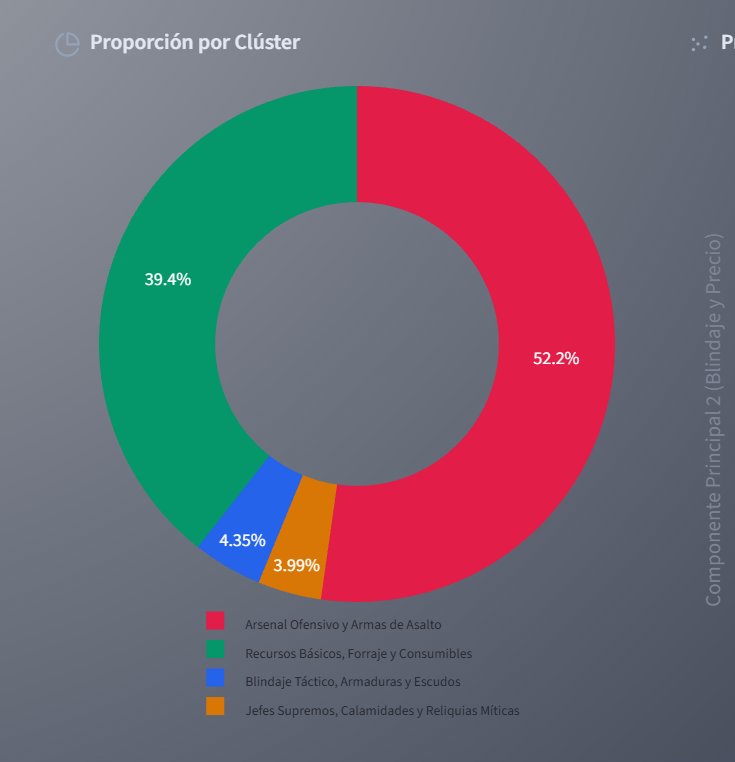 Proporción por Clúster
39.4%
52.2%
4.35%
3.99%
Arsenal Ofensivo y Armas de Asalto
Recursos Básicos, Forraje y Consumibles
Blindaje Táctico, Armaduras y Escudos
Jefes Supremos, Calamidades y Reliquias Míticas
Componente Principal 2 (Blindaje y Precio)